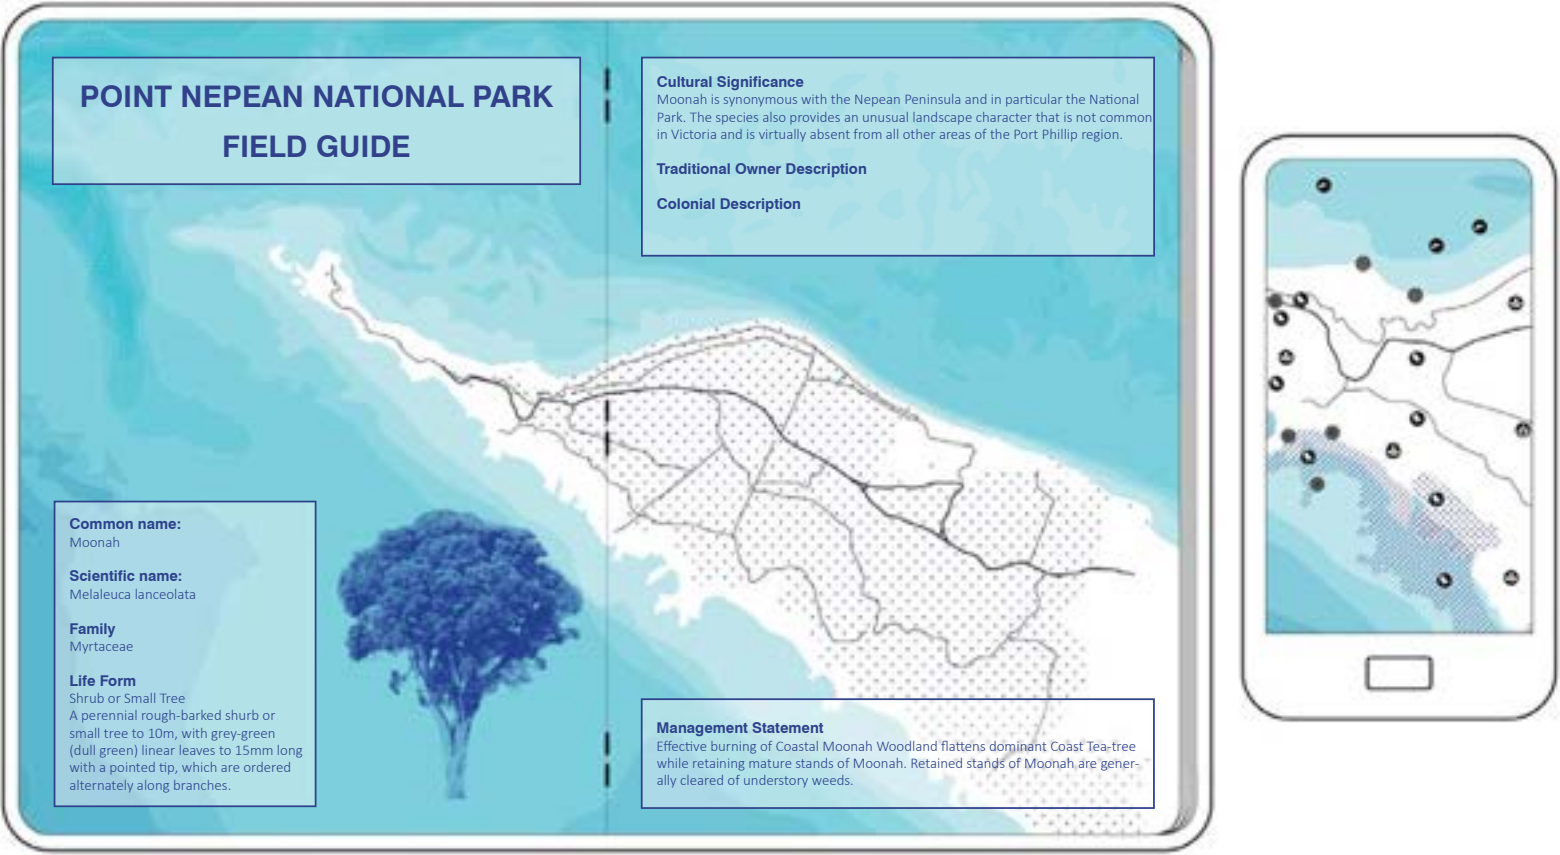 POINT NEPEAN NATIONAL PARK
FIELD GUIDE
Cultural Significance
Moonah is synonymous with the Nepean Peninsula and in particular the National
Park. The species also provides an unusual landscape character that is not common
in Victoria and is virtually absent from all other areas of the Port Phillip region.
Traditional Owner Description
Colonial Description
Common name:
Moonah
Scientific name:
Melaleuca lanceolata
Family
Myrtaceae
Life Form
Shrub or Small Tree
A perennial rough-barked shurb or
small tree to 10m, with grey-green
(dull green) linear leaves to 15mm long
with a pointed tip, which are ordered
alternately along branches.
Management Statement
Effective burning of Coastal Moonah Woodland flattens dominant Coast Tea-tree
while retaining mature stands of Moonah. Retained stands of Moonah are gener-
ally cleared of understory weeds.